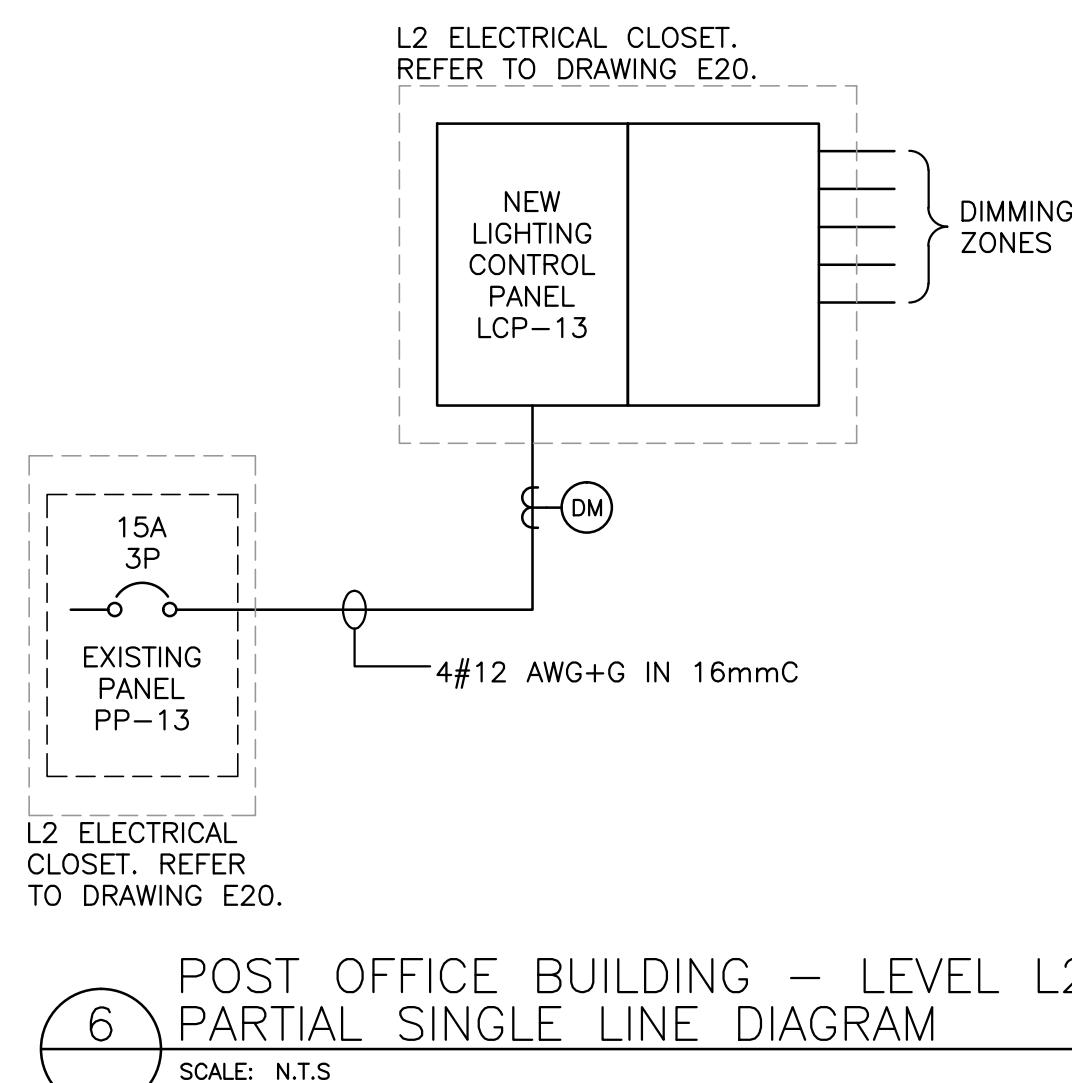 L2 ELECTRICAL CLOSET.
REFER TO DRAWING E20.
NEW
LIGHTING
CONTROL
PANEL
LCP-13
DIMMING
ZONES
DM
15A
3P
EXISTING
PANEL
PP-13
4#12 AWG+G IN 16mmC
L2 ELECTRICAL
CLOSET. REFER
TO DRAWING E20.
6
POST OFFICE BUILDING - LEVEL L2
PARTIAL SINGLE LINE DIAGRAM
SCALE: N.T.S